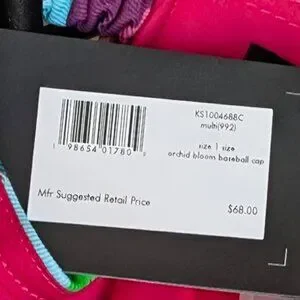 KS1004688C
multi(992)
1 98654 01780
size 1 size
orchid bloom baseball cap
Mfr Suggested Retail Price
$68.00